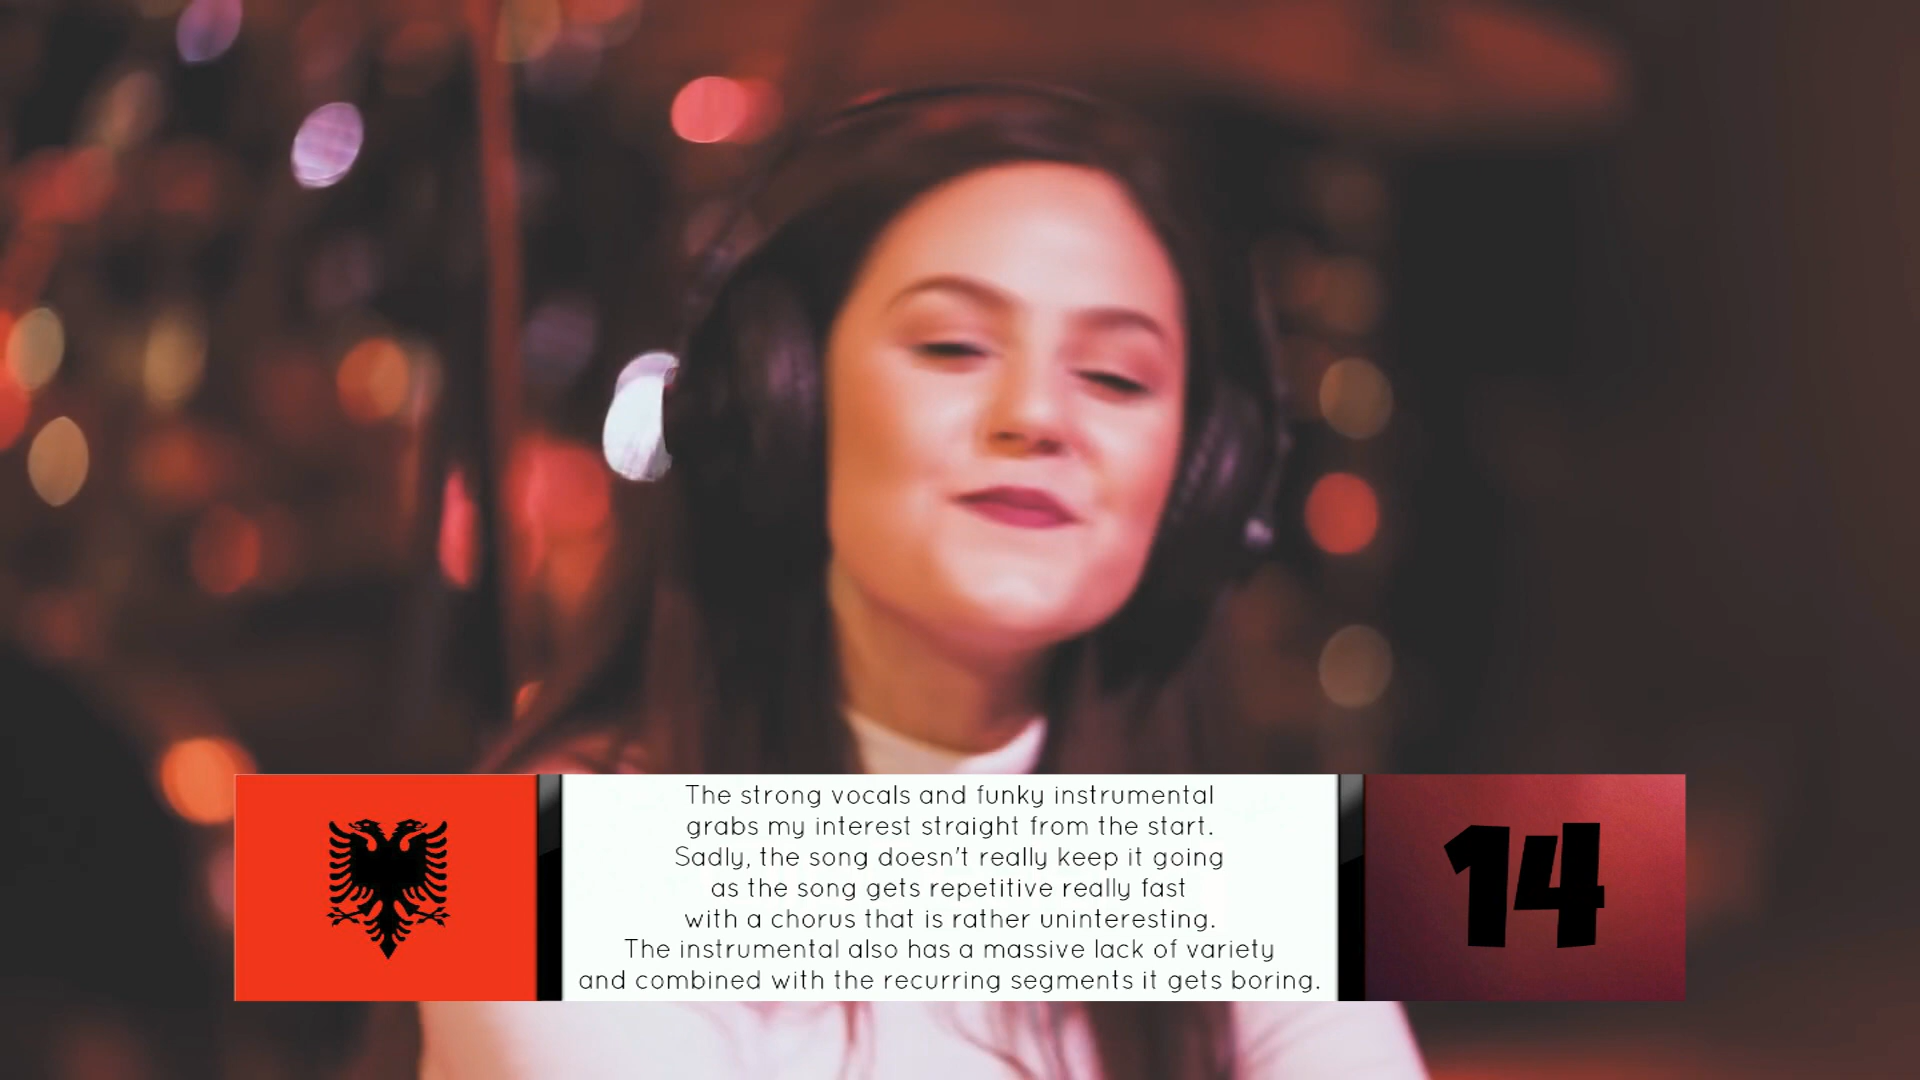 The strong vocals and funky instrumental
grabs my interest straight from the start.
Sadly, the song doesn't really keep it going
as the song gets repetitive really fast
with a chorus that is rather uninteresting.
The instrumental also has a massive lack of variety
and combined with the recurring segments it gets boring.
14